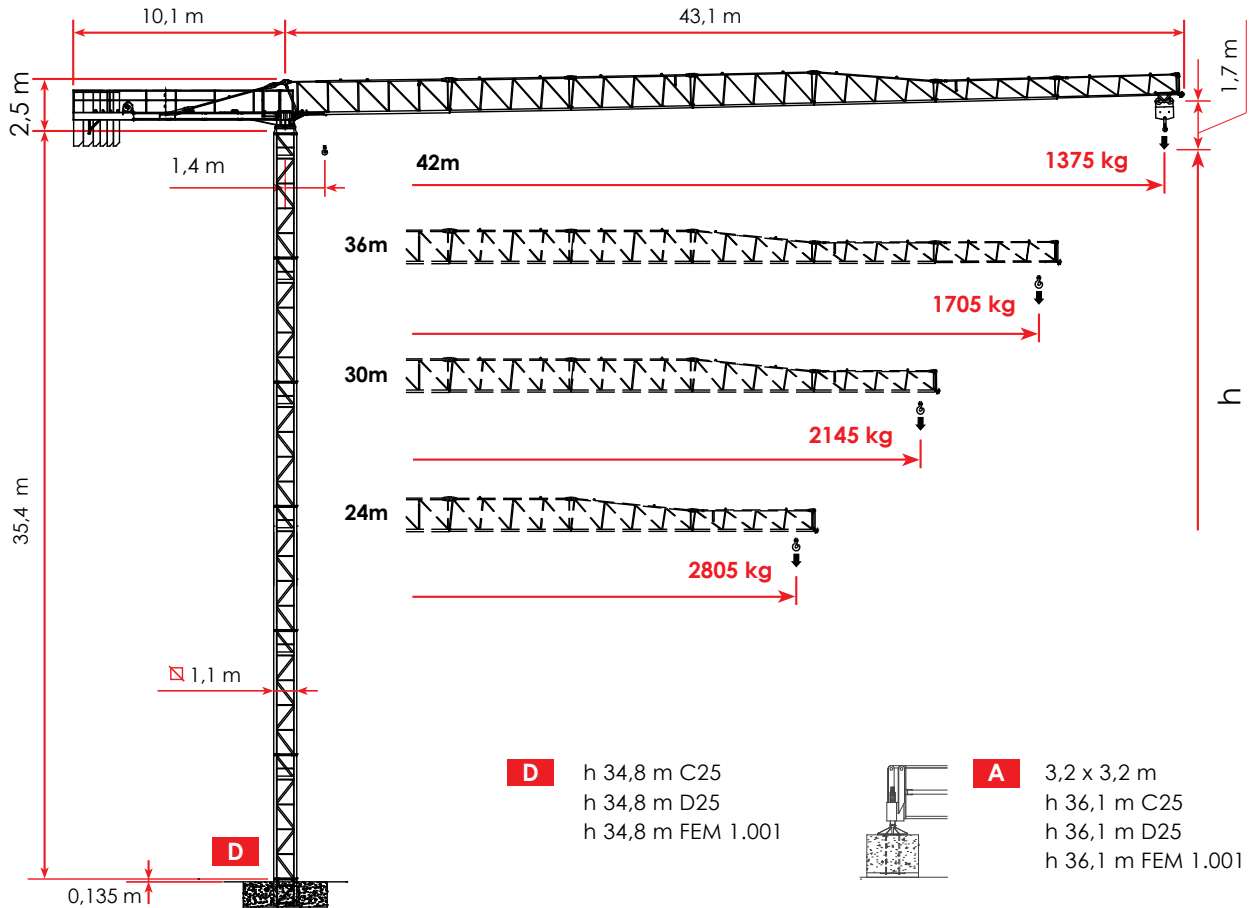 10,1 m
43,1 m
2,5 m
1,7 m
1,4 m
42m
1375 kg
36m
1705 kg
h
30m
2145 kg
24m
2805 kg
35,4 m
1,1 m
D
h 34,8 m C25
h 34,8 m D25
h 34,8 m FEM 1.001
A
3,2 x 3,2 m
h 36,1 m C25
h 36,1 m D25
h 36,1 m FEM 1.001
D
0,135 m